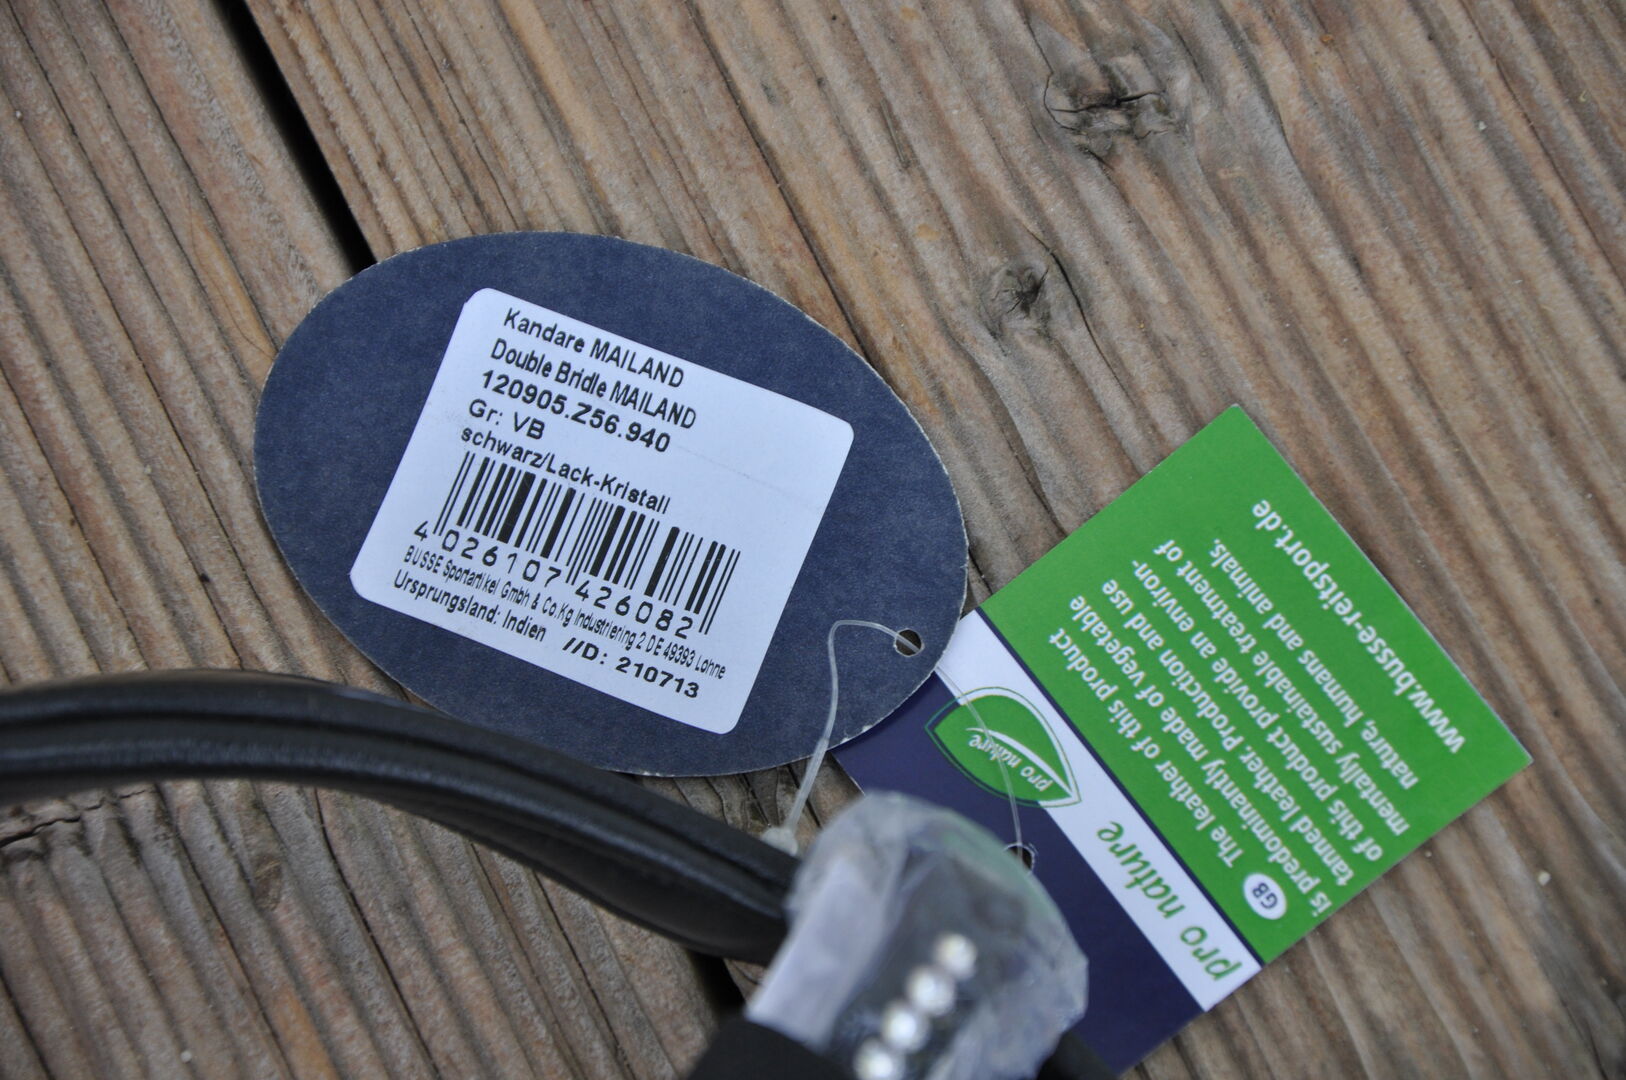 Kandare MAILAND
Double Bridle MAILAND
120905.Z56.940
Gr: VB
schwarz/Lack-Kristall
4 026107 426082
BUSSE Sportartikel Gmbh & Co.Kg Industriering 2 DE 49393 Lohne
Ursprungsland: Indien //D: 210713
pro nature
pro nature
GB
The leather of this product
is predominantly made of vegetable
tanned leather. Production and use
of this product provide an environ-
mentally sustainable treatment of
nature, humans and animals.
www.busse-reitsport.de